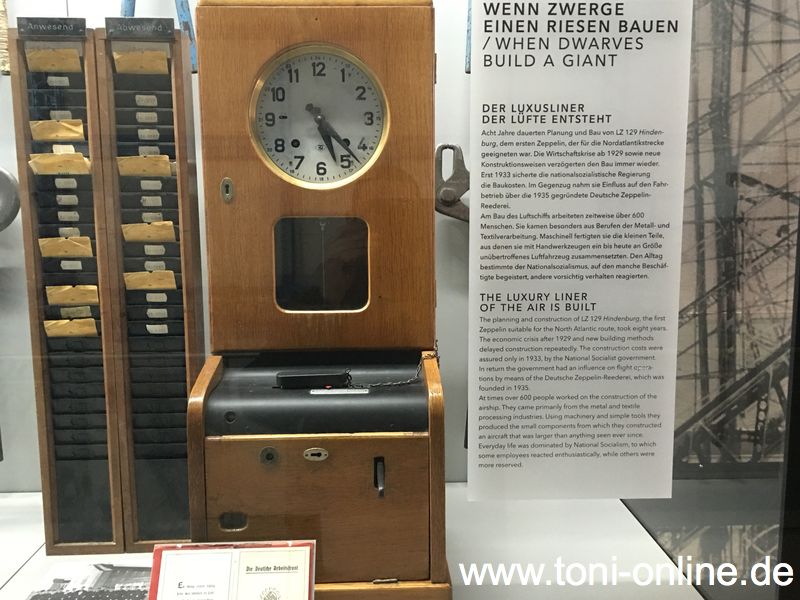 Anwesend
Abwesend
12
1
2
3
4
5
6
7
8
9
10
11
WENN ZWERGE
EINEN RIESEN BAUEN
/ WHEN DWARVES
BUILD A GIANT
DER LUXUSLINER
DER LÜFTE ENTSTEHT
Acht Jahre dauerten Planung und Bau von LZ 129 Hinden-
burg, dem ersten Zeppelin, der für die Nordatlantikstrecke
geeignet war. Die Wirtschaftskrise ab 1929 sowie neue
Konstruktionsweisen verzögerten den Bau immer wieder.
Erst 1933 sicherte die nationalsozialistische Regierung
die Baukosten. Im Gegenzug nahm sie Einfluss auf den Fahr-
betrieb über die 1935 gegründete Deutsche Zeppelin-
Reederei.
Am Bau des Luftschiffs arbeiteten zeitweise über 600
Menschen. Sie kamen besonders aus Berufen der Metall- und
Textilverarbeitung. Maschinell fertigten sie die kleinen Teile,
aus denen sie mit Handwerkzeugen ein bis heute an Größe
unübertroffenes Luftfahrzeug zusammensetzten. Den Alltag
bestimmte der Nationalsozialismus, auf den manche Beschäf-
tigte begeistert, andere vorsichtig verhalten reagierten.
THE LUXURY LINER
OF THE AIR IS BUILT
The planning and construction of LZ 129 Hindenburg, the first
Zeppelin suitable for the North Atlantic route, took eight years.
The economic crisis after 1929 and new building methods
delayed construction repeatedly. The construction costs were
assured only in 1933, by the National Socialist government.
In return the government had an influence on flight opera-
tions by means of the Deutsche Zeppelin-Reederei, which was
founded in 1935.
At times over 600 people worked on the construction of the
airship. They came primarily from the metal and textile
processing industries. Using machinery and simple tools they
produced the small components from which they constructed
an aircraft that was larger than anything seen ever since.
Everyday life was dominated by National Socialism, to which
some employees reacted enthusiastically, while others were
more reserved.
Die Deutsche Arbeitsfront
www.toni-online.de